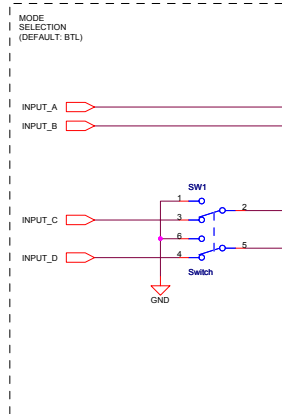 MODE
SELECTION
(DEFAULT: BTL)
INPUT_A
INPUT_B
SW1
1
2
INPUT_C
3
6
5
INPUT_D
4
Switch
GND